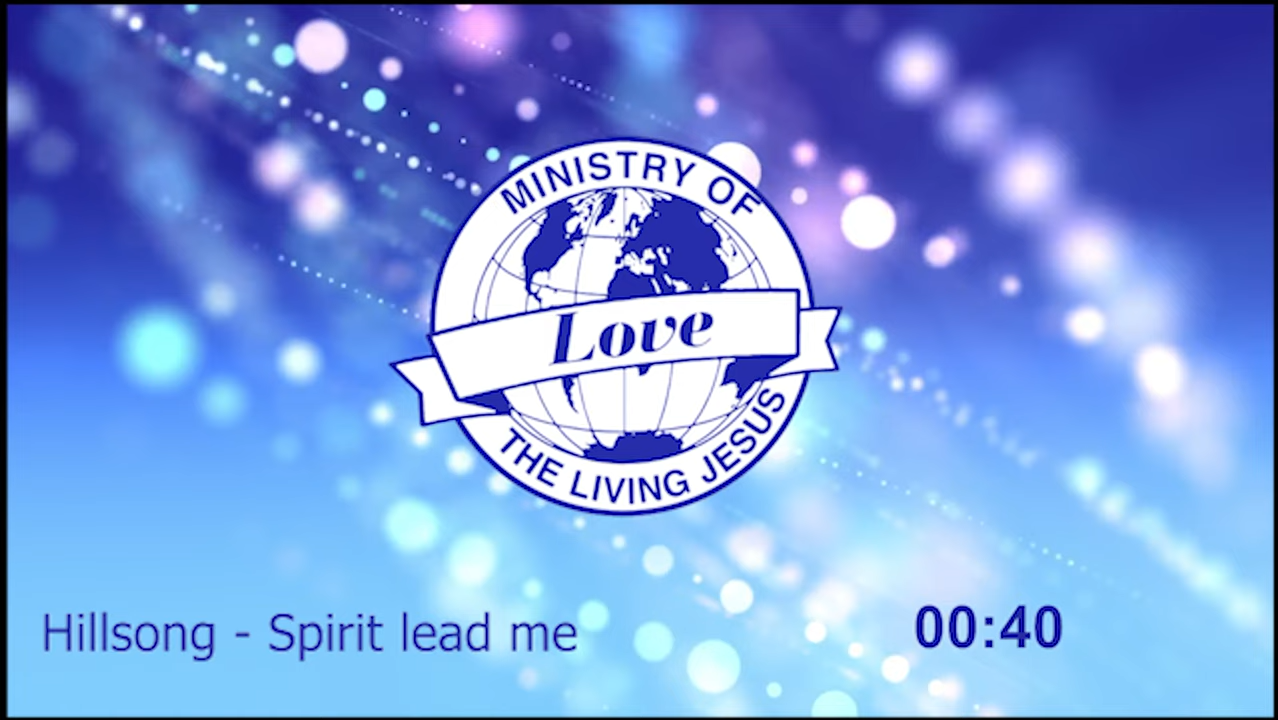 MINISTRY OF
Love
THE LIVING JESUS
Hillsong - Spirit lead me
00:40